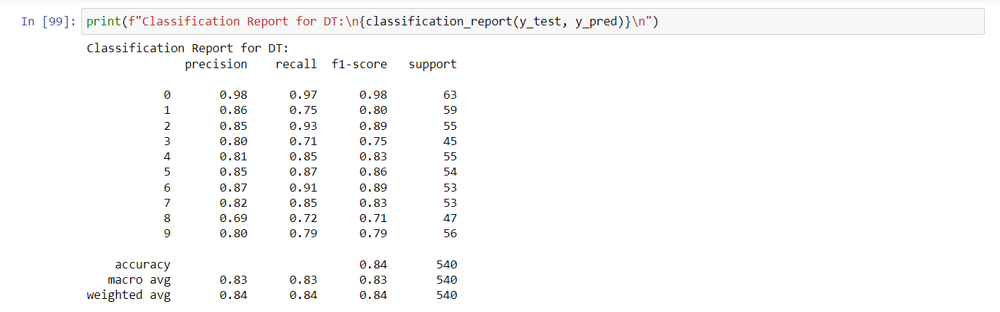 In [99]: print(f"Classification Report for DT:\n{classification_report(y_test, y_pred)}\n")
Classification Report for DT:
              precision    recall  f1-score   support

           0       0.98      0.97      0.98        63
           1       0.86      0.75      0.80        59
           2       0.85      0.93      0.89        55
           3       0.80      0.71      0.75        45
           4       0.81      0.85      0.83        55
           5       0.85      0.87      0.86        54
           6       0.87      0.91      0.89        53
           7       0.82      0.85      0.83        53
           8       0.69      0.72      0.71        47
           9       0.80      0.79      0.79        56

    accuracy                           0.84       540
   macro avg       0.83      0.83      0.83       540
weighted avg       0.84      0.84      0.84       540